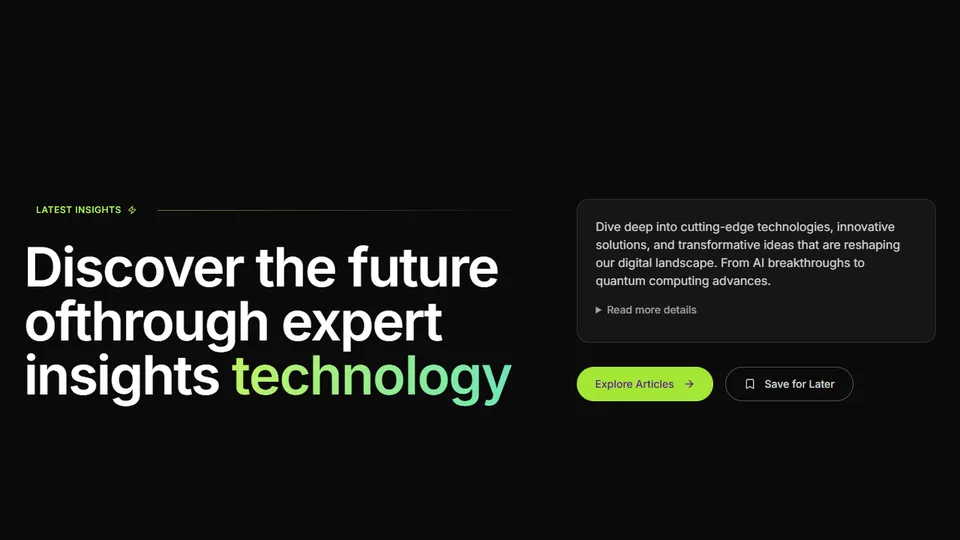 LATEST INSIGHTS
Discover the future
ofthrough expert
insights technology
Dive deep into cutting-edge technologies, innovative
solutions, and transformative ideas that are reshaping
our digital landscape. From AI breakthroughs to
quantum computing advances.
Read more details
Explore Articles
Save for Later